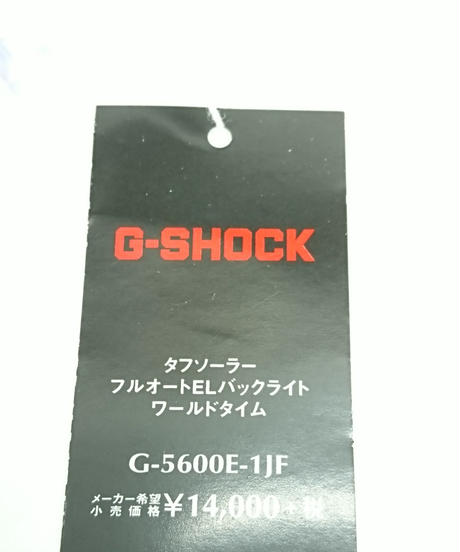 G-SHOCK
タフソーラー
フルオートELバックライト
ワールドタイム
G-5600E-1JF
メーカー希望
小売価格 ¥14,000+税